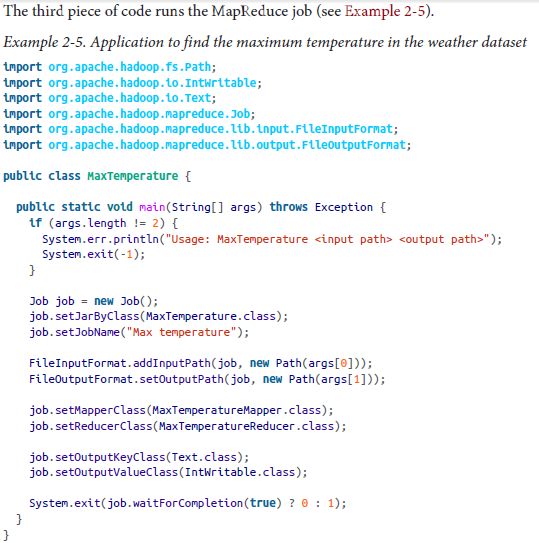 The third piece of code runs the MapReduce job (see Example 2-5).
Example 2-5. Application to find the maximum temperature in the weather dataset
import org.apache.hadoop.fs.Path;
import org.apache.hadoop.io.IntWritable;
import org.apache.hadoop.io.Text;
import org.apache.hadoop.mapreduce.Job;
import org.apache.hadoop.mapreduce.lib.input.FileInputFormat;
import org.apache.hadoop.mapreduce.lib.output.FileOutputFormat;
public class MaxTemperature {
public static void main(String[] args) throws Exception {
if (args.length != 2) {
System.err.println("Usage: MaxTemperature <input path> <output path>");
System.exit(-1);
}
Job job = new Job();
job.setJarByClass(MaxTemperature.class);
job.setJobName("Max temperature");
FileInputFormat.addInputPath(job, new Path(args[0]));
FileOutputFormat.setOutputPath(job, new Path(args[1]));
job.setMapperClass(MaxTemperatureMapper.class);
job.setReducerClass(MaxTemperatureReducer.class);
job.setOutputKeyClass(Text.class);
job.setOutputValueClass(IntWritable.class);
System.exit(job.waitForCompletion(true) ? 0 : 1);
}
}